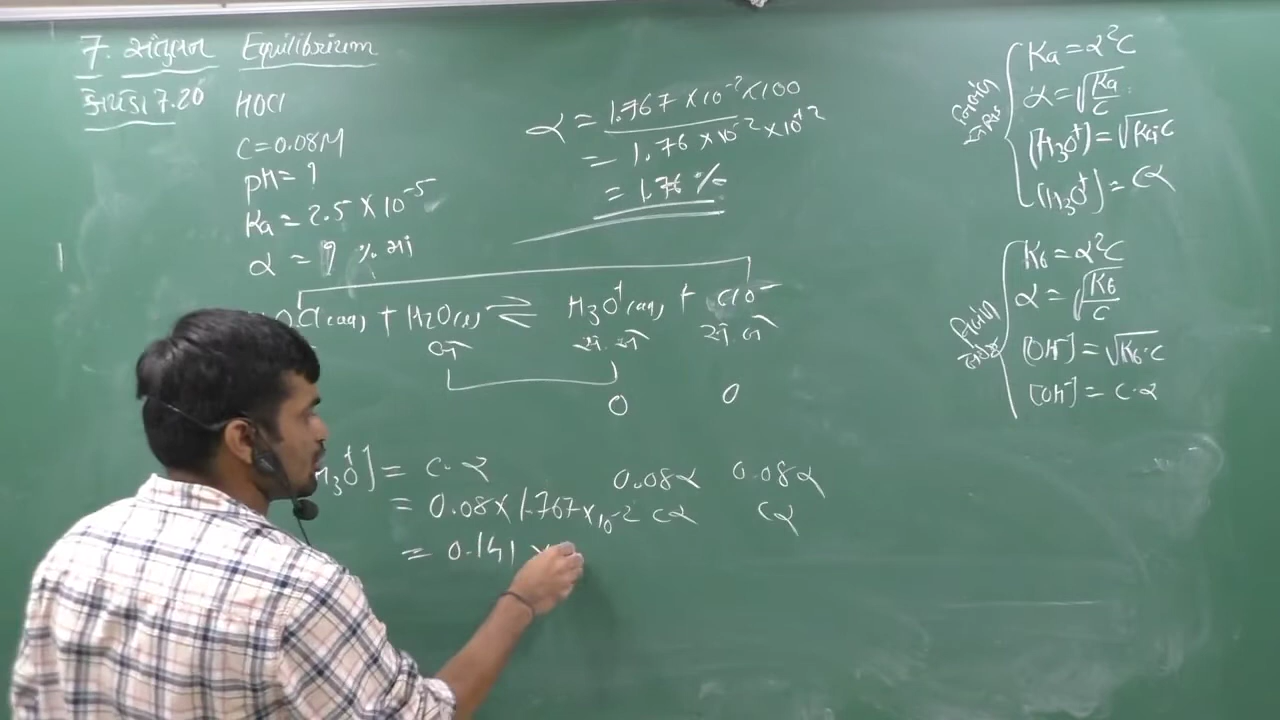 7. સંતુલન Equilibrium
કોયડો 7.20 HOCl
C = 0.08M
pH = ?
Ka = 2.5 × 10⁻⁵
α = ? % માં
α = 1.767 × 10⁻² × 100
= 1.76 × 10⁻² × 10⁺²
= 1.76 %
Cl(aq) + H₂O(l) ⇌ H₃O⁺(aq) + ClO⁻
0 0
H₃O⁺] = C·α 0.08α 0.08α
= 0.08 × 1.767 × 10⁻² Cα Cα
= 0.141 ×
Ka = α²C
α = √Ka/C
[H₃O⁺] = √Ka·C
[H₃O⁺] = Cα
Kb = α²C
α = √Kb/C
[OH⁻] = √Kb·C
[OH⁻] = C·α